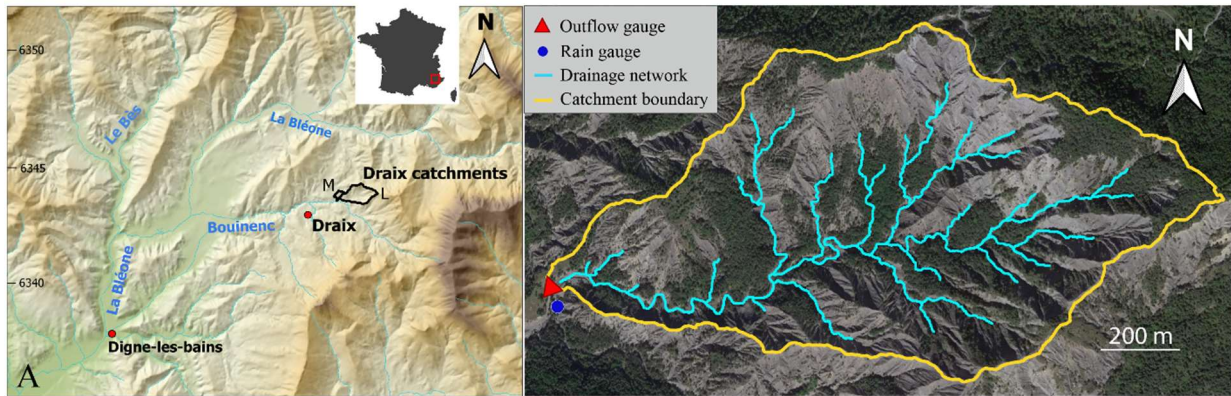 6350
6345
6340
N
Le Bès
La Bléone
Draix catchments
M
L
Bouinenc
Draix
La Bléone
Digne-les-bains
A
Outflow gauge
Rain gauge
Drainage network
Catchment boundary
N
200 m